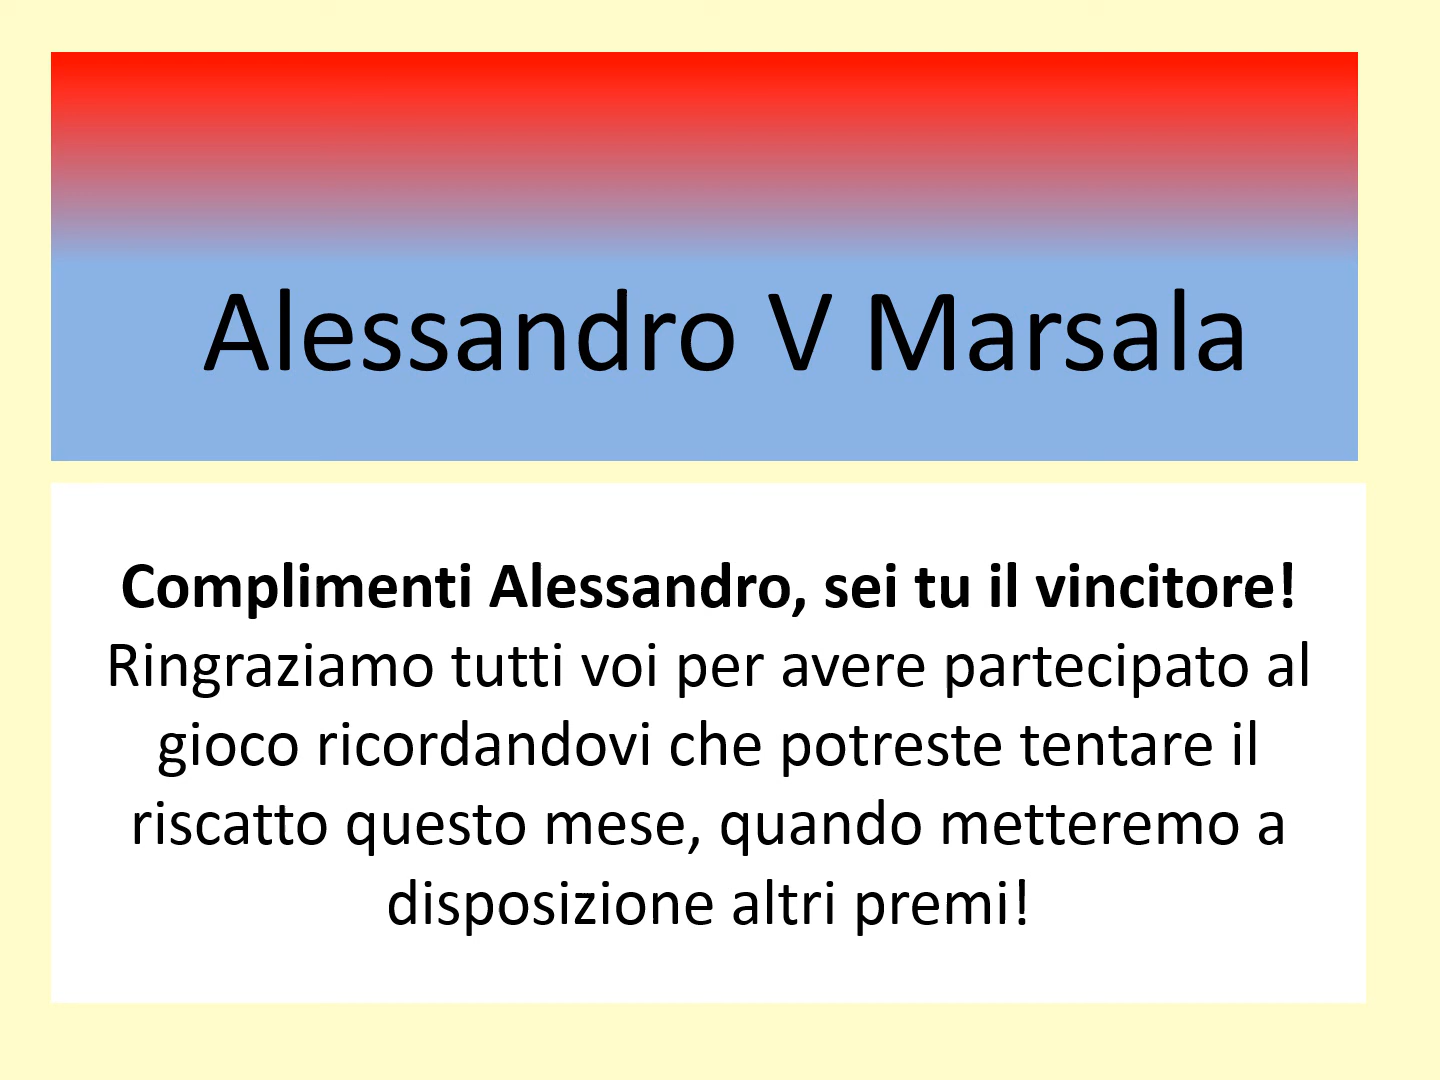 Alessandro V Marsala
Complimenti Alessandro, sei tu il vincitore!
Ringraziamo tutti voi per avere partecipato al
gioco ricordandovi che potreste tentare il
riscatto questo mese, quando metteremo a
disposizione altri premi!